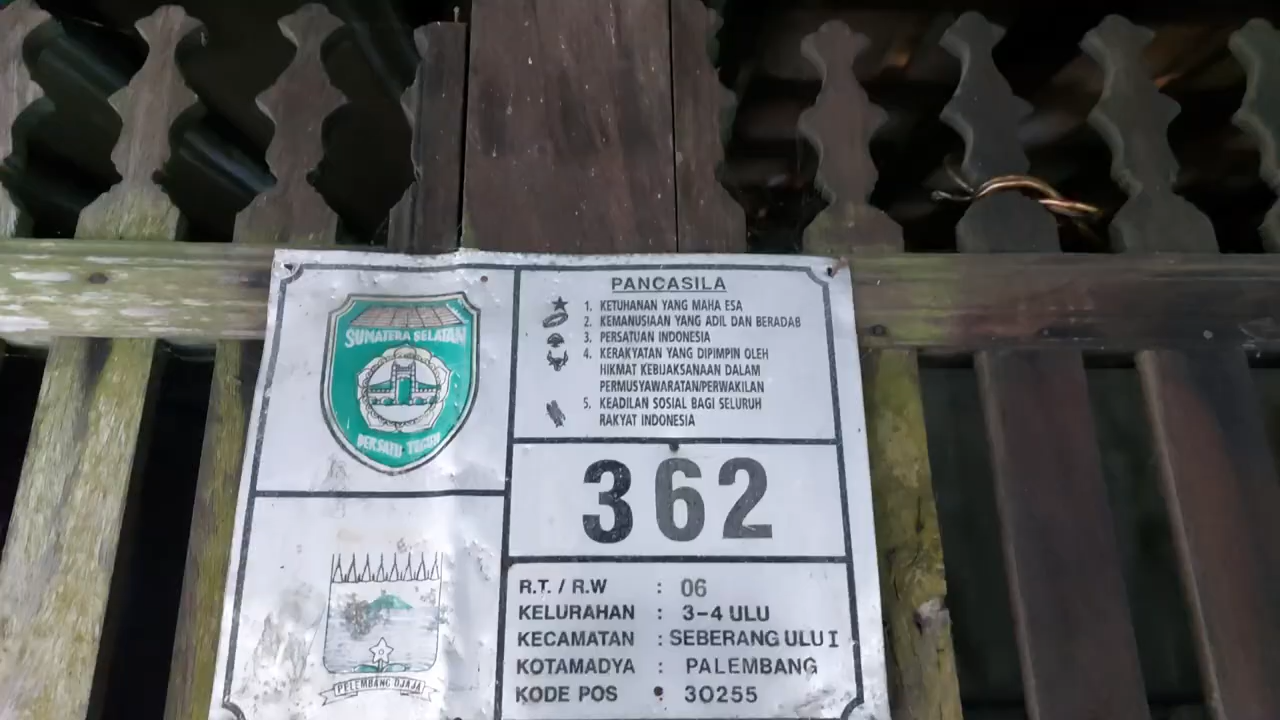 SUMATERA SELATAN
BERSATU TEGUH
PALEMBANG DJAJA
PANCASILA
1. KETUHANAN YANG MAHA ESA
2. KEMANUSIAAN YANG ADIL DAN BERADAB
3. PERSATUAN INDONESIA
4. KERAKYATAN YANG DIPIMPIN OLEH
HIKMAT KEBIJAKSANAAN DALAM
PERMUSYAWARATAN/PERWAKILAN
5. KEADILAN SOSIAL BAGI SELURUH
RAKYAT INDONESIA
362
R.T. / R.W : 06
KELURAHAN : 3-4 ULU
KECAMATAN : SEBERANG ULU I
KOTAMADYA : PALEMBANG
KODE POS : 30255